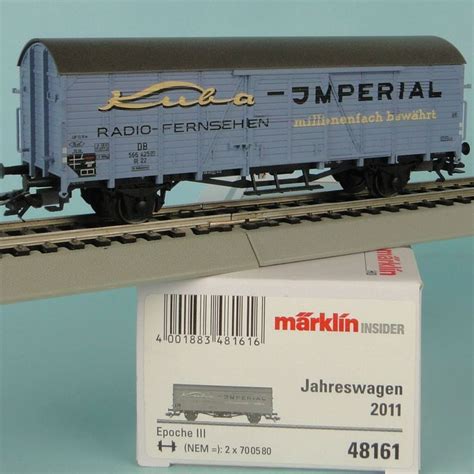 Kuba - IMPERIAL
RADIO-FERNSEHEN
millionenfach bewährt
DB
märklin INSIDER
4 001883 481616
Jahreswagen
2011
Epoche III
(NEM =): 2 x 700580
48161